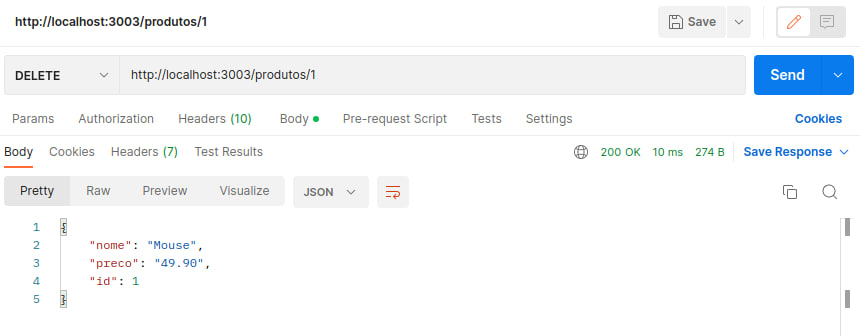 http://localhost:3003/produtos/1 Save
DELETE http://localhost:3003/produtos/1 Send
Params Authorization Headers (10) Body Pre-request Script Tests Settings Cookies
Body Cookies Headers (7) Test Results 200 OK 10 ms 274 B Save Response
Pretty Raw Preview Visualize JSON
1 {
2 "nome": "Mouse",
3 "preco": "49.90",
4 "id": 1
5 }